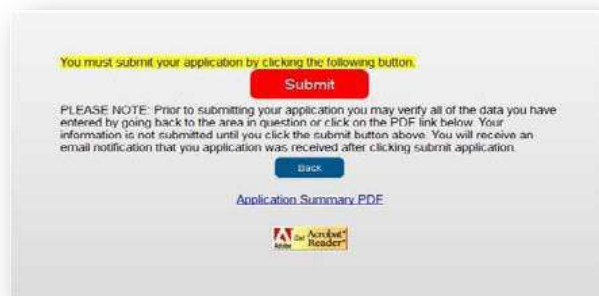 You must submit your application by clicking the following button.
Submit
PLEASE NOTE: Prior to submitting your application you may verify all of the data you have
entered by going back to the area in question or click on the PDF link below. Your
information is not submitted until you click the submit button above. You will receive an
email notification that you application was received after clicking submit application.
Back
Application Summary PDF
Adobe
Get Acrobat®
Reader®